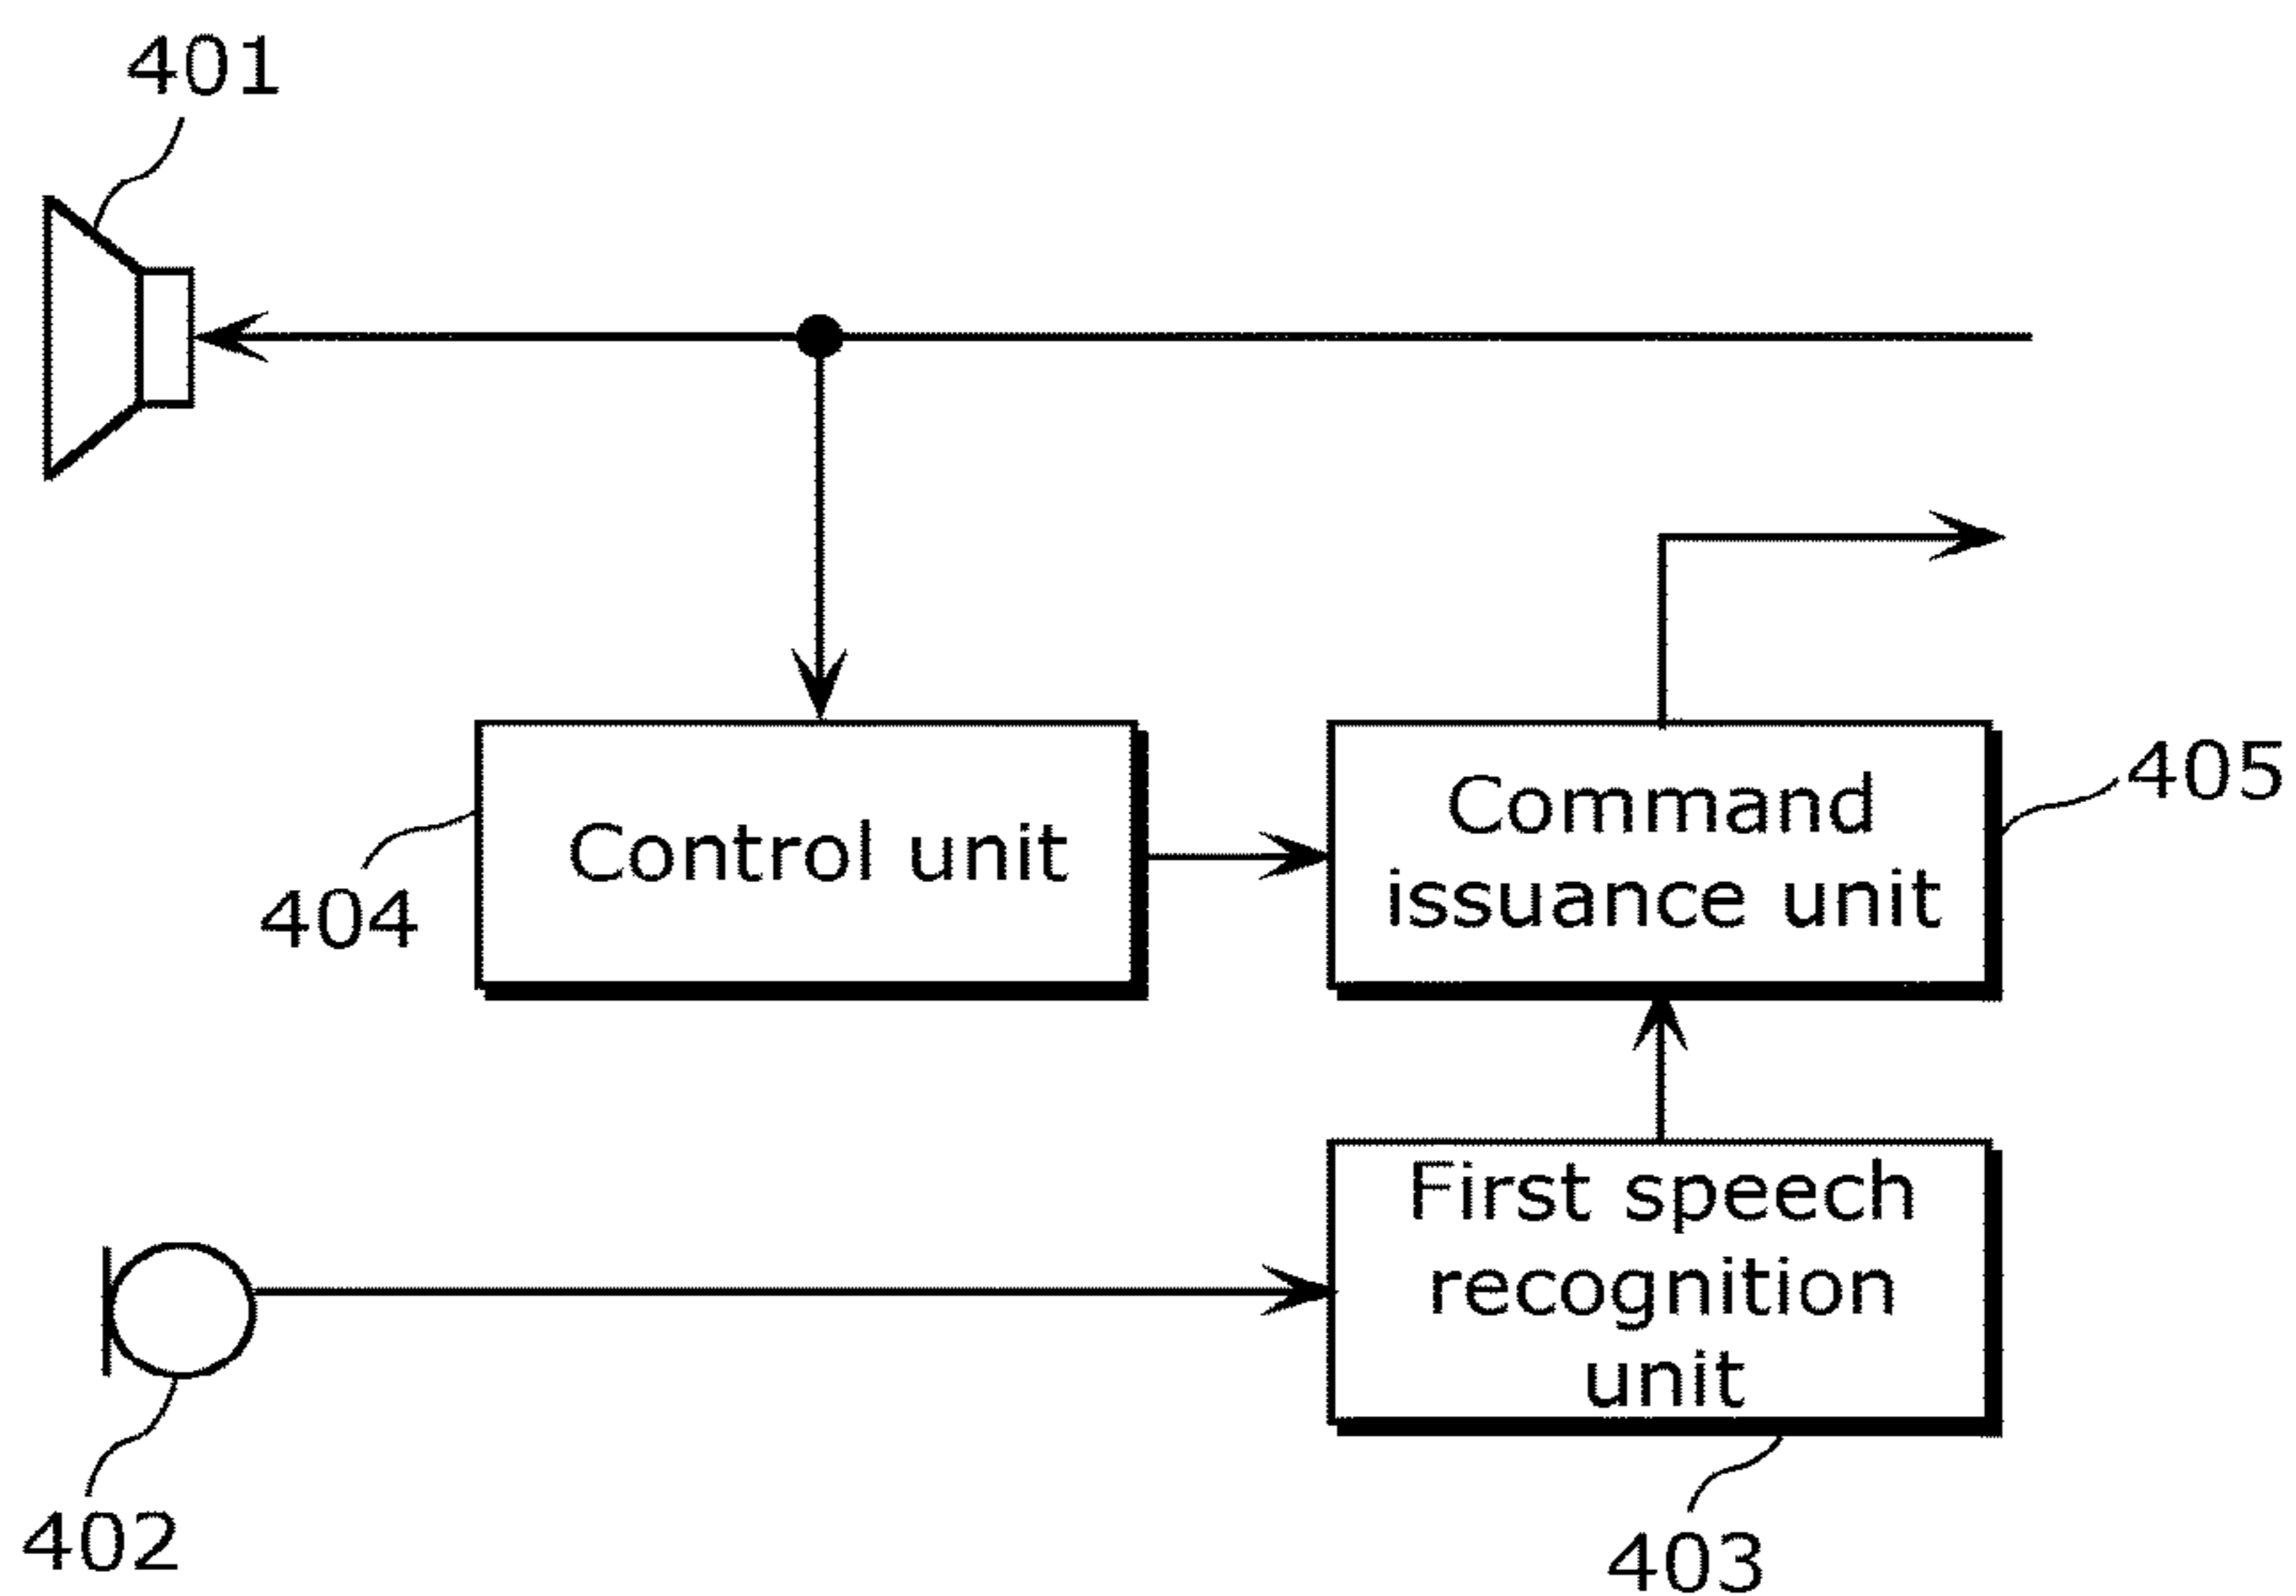 401
Control unit
404
Command
issuance unit
405
First speech
recognition
unit
402
403